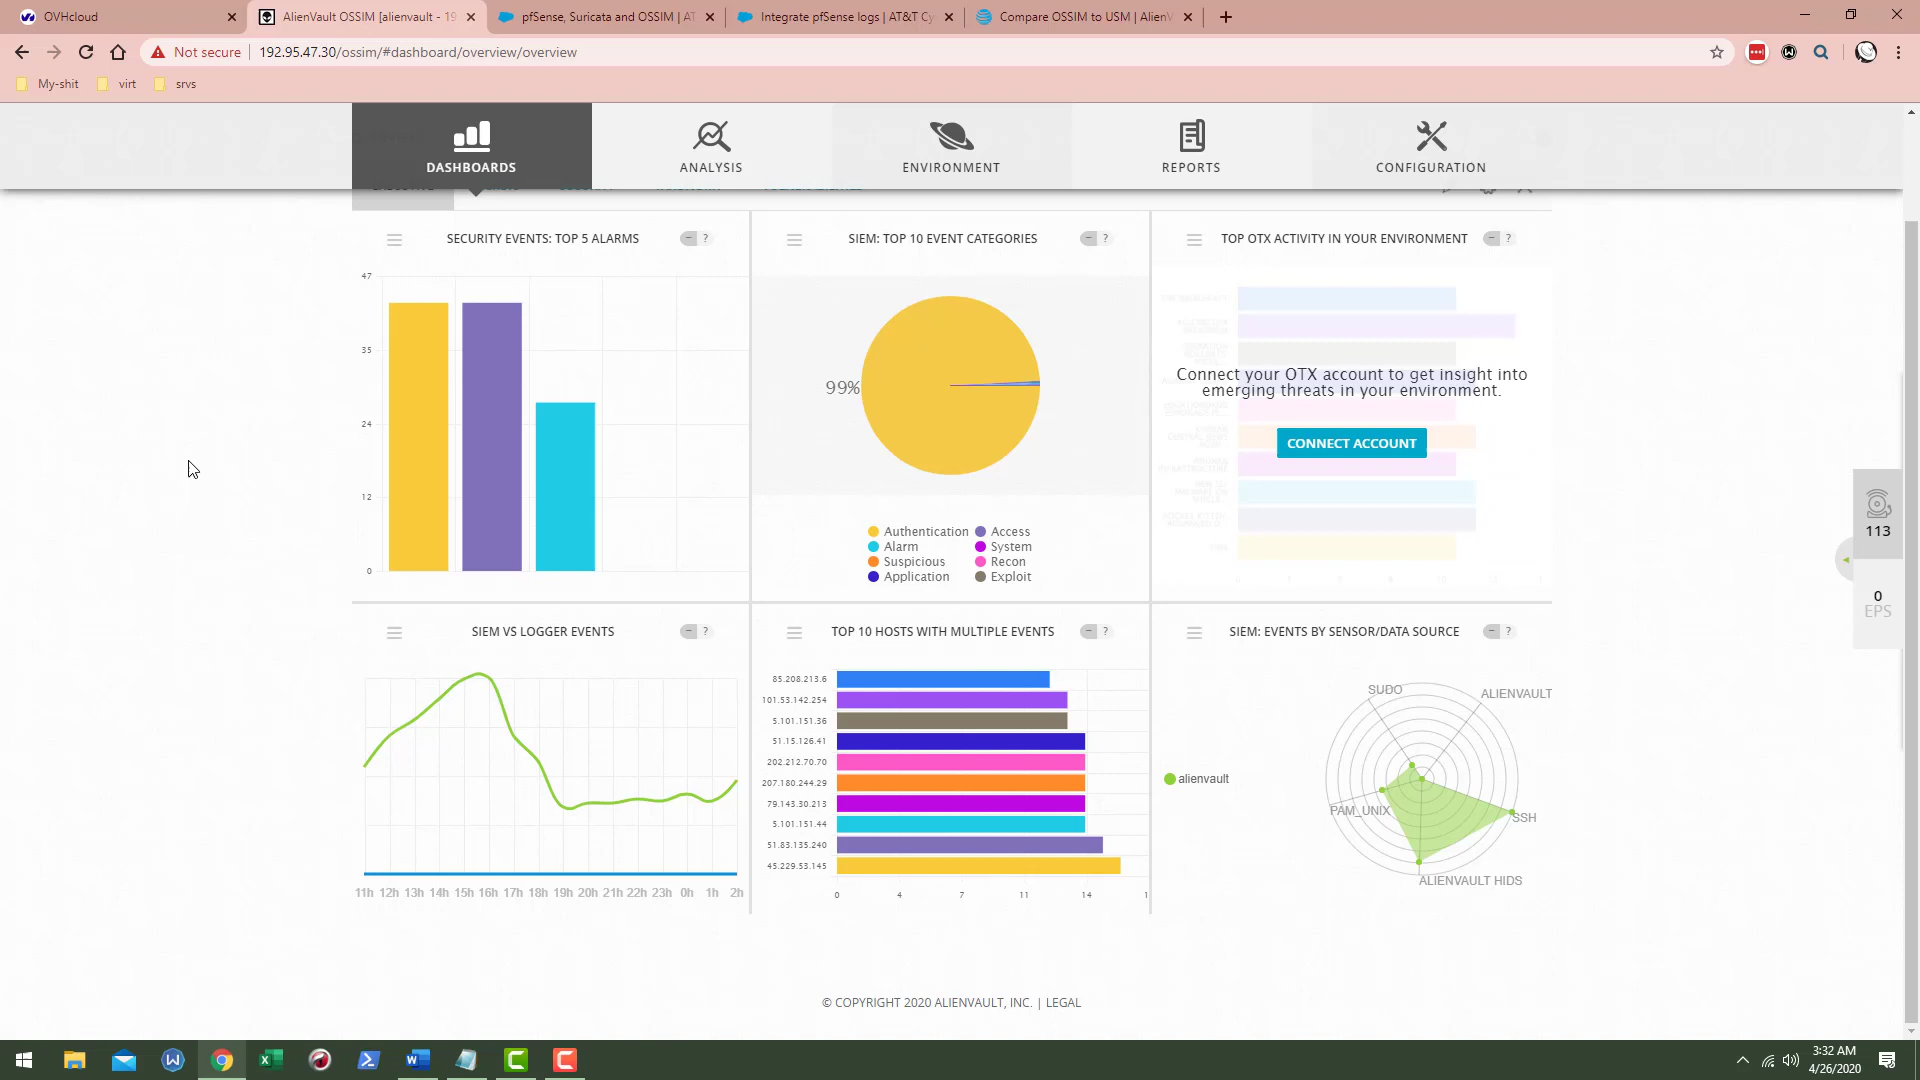 OVHcloud
AlienVault OSSIM [alienvault - 19
pfSense, Suricata and OSSIM | AT
Integrate pfSense logs | AT&T Cy
Compare OSSIM to USM | AlienV
Not secure
192.95.47.30/ossim/#dashboard/overview/overview
My-shit
virt
srvs
DASHBOARDS
ANALYSIS
ENVIRONMENT
REPORTS
CONFIGURATION
SECURITY EVENTS: TOP 5 ALARMS
?
SIEM: TOP 10 EVENT CATEGORIES
?
TOP OTX ACTIVITY IN YOUR ENVIRONMENT
?
47
35
24
12
0
99%
Authentication
Access
Alarm
System
Suspicious
Recon
Application
Exploit
Connect your OTX account to get insight into
emerging threats in your environment.
CONNECT ACCOUNT
113
0
EPS
SIEM VS LOGGER EVENTS
?
TOP 10 HOSTS WITH MULTIPLE EVENTS
?
SIEM: EVENTS BY SENSOR/DATA SOURCE
?
11h 12h 13h 14h 15h 16h 17h 18h 19h 20h 21h 22h 23h 0h 1h 2h
85.208.213.6
101.53.142.254
5.101.151.36
51.15.126.41
202.212.70.70
207.180.244.29
79.143.30.213
5.101.151.44
51.83.135.240
45.229.53.145
0 4 7 11 14 1
alienvault
SUDO
ALIENVAULT
PAM_UNIX
SSH
ALIENVAULT HIDS
© COPYRIGHT 2020 ALIENVAULT, INC. | LEGAL
3:32 AM
4/26/2020